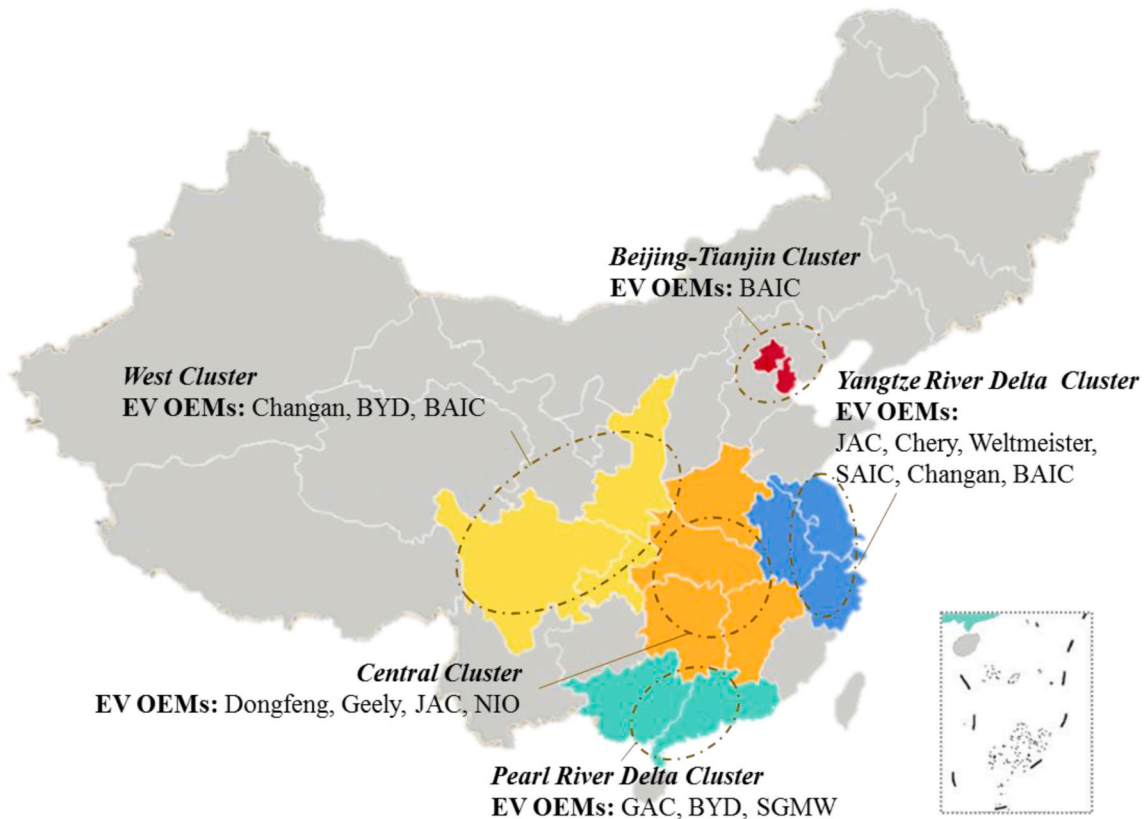 Beijing-Tianjin Cluster
EV OEMs: BAIC
West Cluster
EV OEMs: Changan, BYD, BAIC
Yangtze River Delta Cluster
EV OEMs:
JAC, Chery, Weltmeister,
SAIC, Changan, BAIC
Central Cluster
EV OEMs: Dongfeng, Geely, JAC, NIO
Pearl River Delta Cluster
EV OEMs: GAC, BYD, SGMW